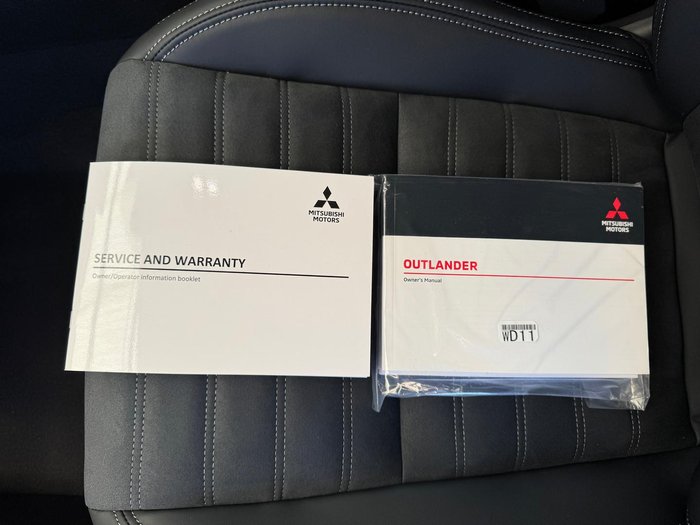 MITSUBISHI
MOTORS
SERVICE AND WARRANTY
Owner/Operator information booklet
MITSUBISHI
MOTORS
OUTLANDER
Owner's Manual
WD11